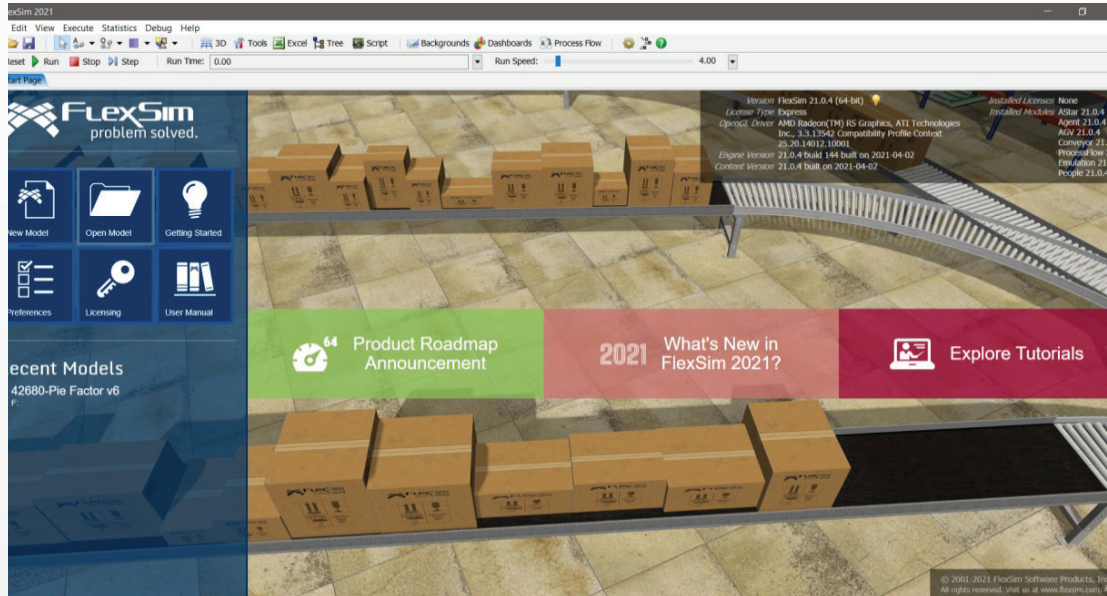 exSim 2021
Edit View Execute Statistics Debug Help
3D Tools Excel Tree Script Backgrounds Dashboards Process Flow
Reset Run Stop Step Run Time: 0.00 Run Speed: 4.00
tart Page
FLEXSIM
problem solved.
Version FlexSim 21.0.4 (64-bit)
License Type Express
OpenGL Driver AMD Radeon(TM) RS Graphics, ATI Technologies
Inc., 3.3.13542 Compatibility Profile Context
25.20.14012.10001
Engine Version 21.0.4 build 144 built on 2021-04-02
Content Version 21.0.4 built on 2021-04-02
Installed Licenses None
Installed Modules AStar 21.0.4
Agent 21.0.4
AGV 21.0.4
Conveyor 21.
ProcessFlow
Emulation 21
People 21.0.4
New Model Open Model Getting Started
Preferences Licensing User Manual
ecent Models
42680-Pie Factor v6
F:
64 Product Roadmap
Announcement
2021 What's New in
FlexSim 2021?
Explore Tutorials
© 2001-2021 FlexSim Software Products, Inc
All rights reserved. Visit us at www.flexsim.com.